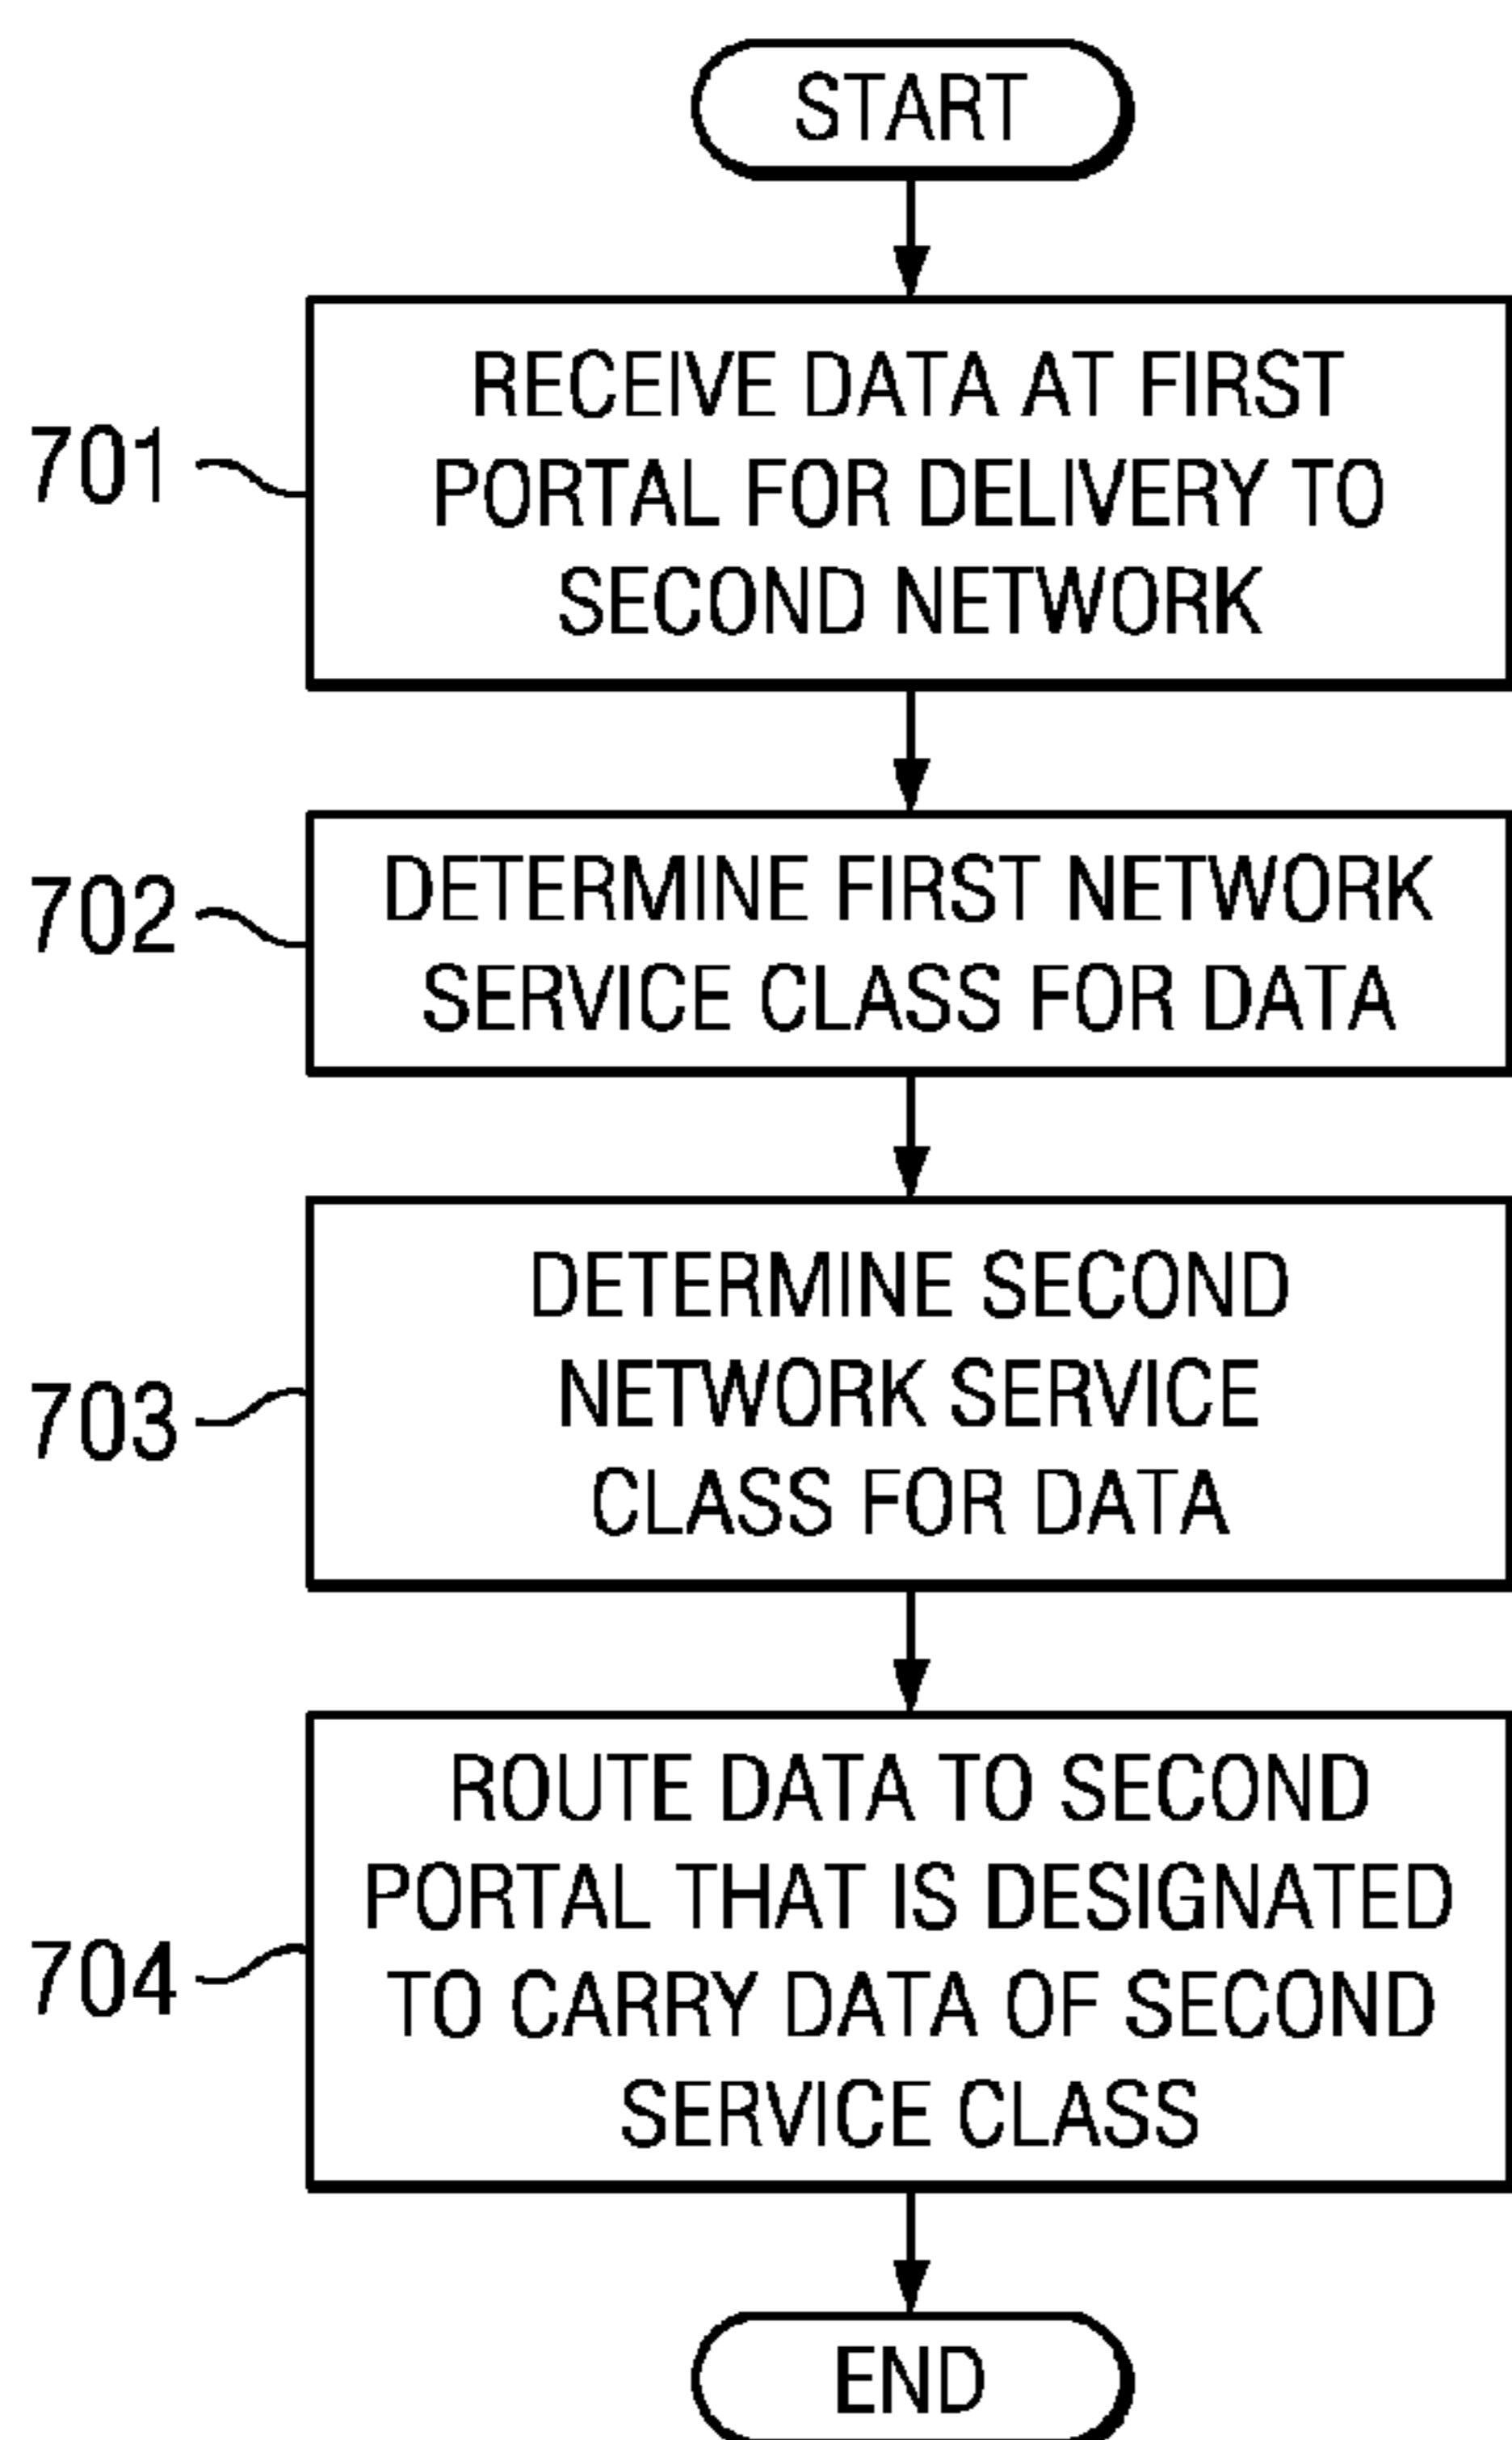 START
701
RECEIVE DATA AT FIRST
PORTAL FOR DELIVERY TO
SECOND NETWORK
702
DETERMINE FIRST NETWORK
SERVICE CLASS FOR DATA
703
DETERMINE SECOND
NETWORK SERVICE
CLASS FOR DATA
704
ROUTE DATA TO SECOND
PORTAL THAT IS DESIGNATED
TO CARRY DATA OF SECOND
SERVICE CLASS
END